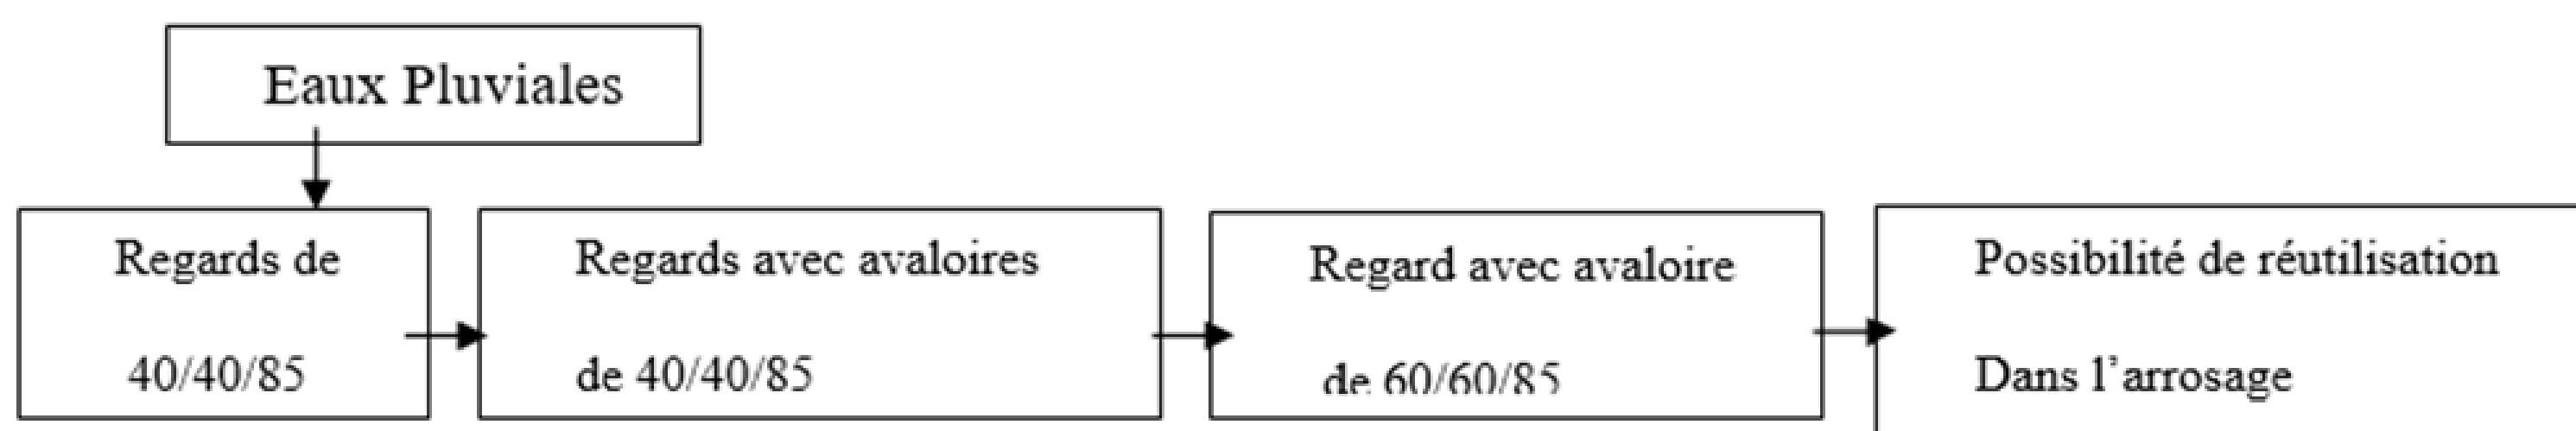 Eaux Pluviales
Regards de
40/40/85
Regards avec avaloires
de 40/40/85
Regard avec avaloire
de 60/60/85
Possibilité de réutilisation
Dans l’arrosage